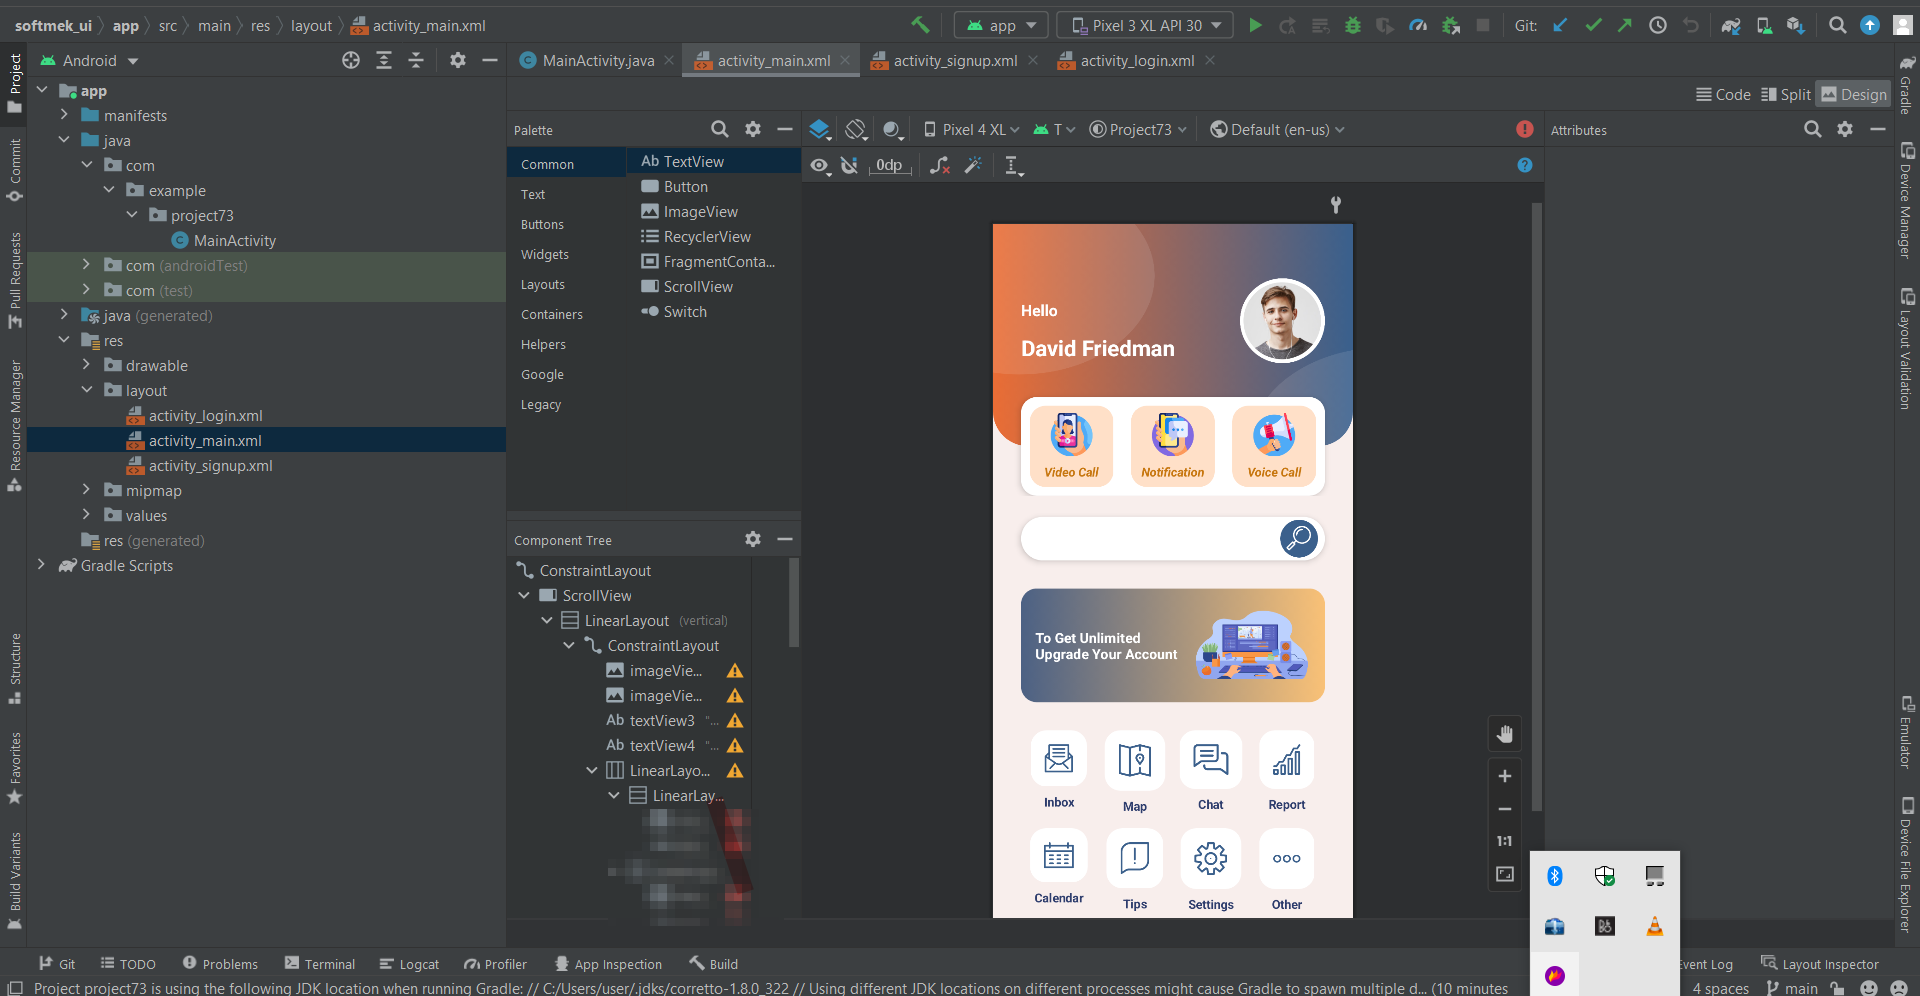 softmek_ui app src main res layout activity_main.xml
app Pixel 3 XL API 30 Git:
Android
MainActivity.java activity_main.xml activity_signup.xml activity_login.xml
Code Split Design
Project
Commit
Pull Requests
Resource Manager
Structure
Favorites
Build Variants
app
manifests
java
com
example
project73
MainActivity
com (androidTest)
com (test)
java (generated)
res
drawable
layout
activity_login.xml
activity_main.xml
activity_signup.xml
mipmap
values
res (generated)
Gradle Scripts
Palette
Common
Text
Buttons
Widgets
Layouts
Containers
Helpers
Google
Legacy
Ab TextView
Button
ImageView
RecyclerView
FragmentConta...
ScrollView
Switch
Component Tree
ConstraintLayout
ScrollView
LinearLayout (vertical)
ConstraintLayout
imageVie...
imageVie...
Ab textView3 "...
Ab textView4 "...
LinearLayo...
LinearLay...
Pixel 4 XL T Project73 Default (en-us)
0dp
Hello
David Friedman
Video Call Notification Voice Call
To Get Unlimited
Upgrade Your Account
Inbox Map Chat Report
Calendar Tips Settings Other
1:1
Attributes
Gradle
Device Manager
Layout Validation
Emulator
Device File Explorer
Git TODO Problems Terminal Logcat Profiler App Inspection Build
Event Log Layout Inspector
Project project73 is using the following JDK location when running Gradle: // C:/Users/user/.jdks/corretto-1.8.0_322 // Using different JDK locations on different processes might cause Gradle to spawn multiple d... (10 minutes
4 spaces main